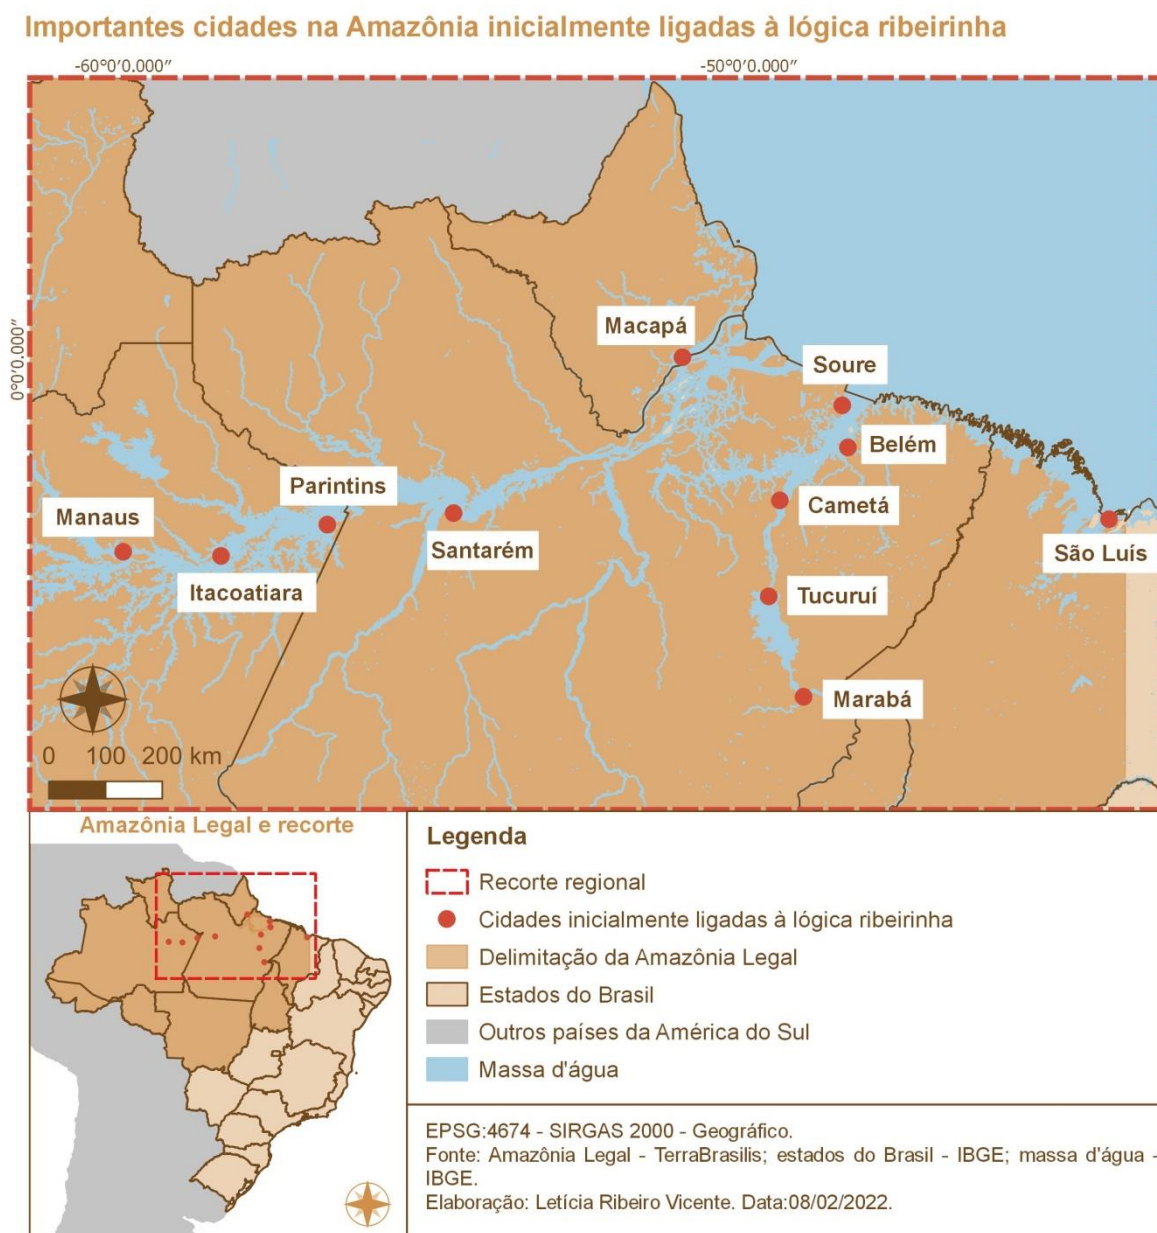 Importantes cidades na Amazônia inicialmente ligadas à lógica ribeirinha
-60°0′0.000″
-50°0′0.000″
0°0′0.000″
Macapá
Soure
Belém
Parintins
Cametá
Manaus
Santarém
São Luís
Itacoatiara
Tucuruí
Marabá
0 100 200 km
Amazônia Legal e recorte
Legenda
Recorte regional
Cidades inicialmente ligadas à lógica ribeirinha
Delimitação da Amazônia Legal
Estados do Brasil
Outros países da América do Sul
Massa d'água
EPSG:4674 - SIRGAS 2000 - Geográfico.
Fonte: Amazônia Legal - TerraBrasilis; estados do Brasil - IBGE; massa d'água -
IBGE.
Elaboração: Letícia Ribeiro Vicente. Data:08/02/2022.